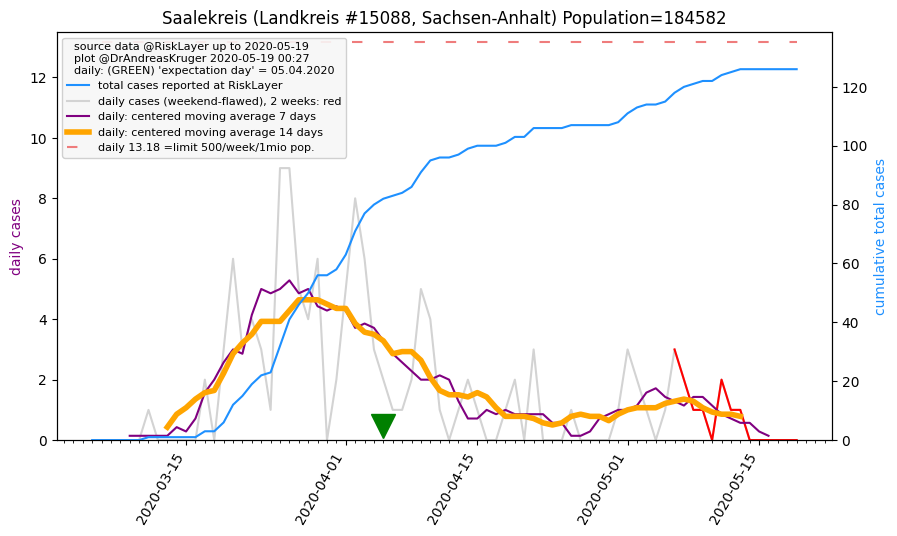 Saalekreis (Landkreis #15088, Sachsen-Anhalt) Population=184582
source data @RiskLayer up to 2020-05-19
plot @DrAndreasKruger 2020-05-19 00:27
daily: (GREEN) 'expectation day' = 05.04.2020
total cases reported at RiskLayer
daily cases (weekend-flawed), 2 weeks: red
daily: centered moving average 7 days
daily: centered moving average 14 days
daily 13.18 =limit 500/week/1mio pop.
daily cases
12
10
8
6
4
2
0
120
100
80
60
40
20
0
cumulative total cases
2020-03-15
2020-04-01
2020-04-15
2020-05-01
2020-05-15